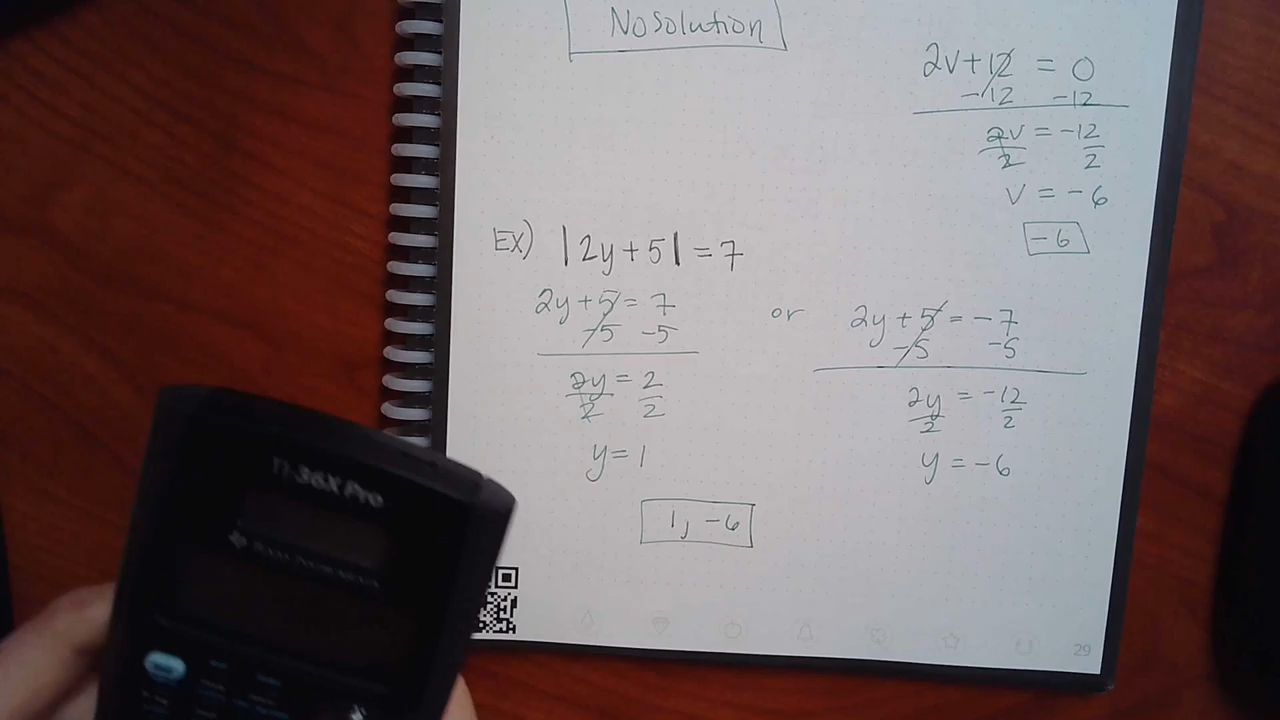 No solution
2v+12 = 0
-12 -12
2v = -12
2 2
v = -6
-6
EX) |2y+5| = 7
2y+5 = 7
-5 -5
2y = 2
2 2
y = 1
or
2y+5 = -7
-5 -5
2y = -12
2 2
y = -6
1, -6
29
TI-36X Pro